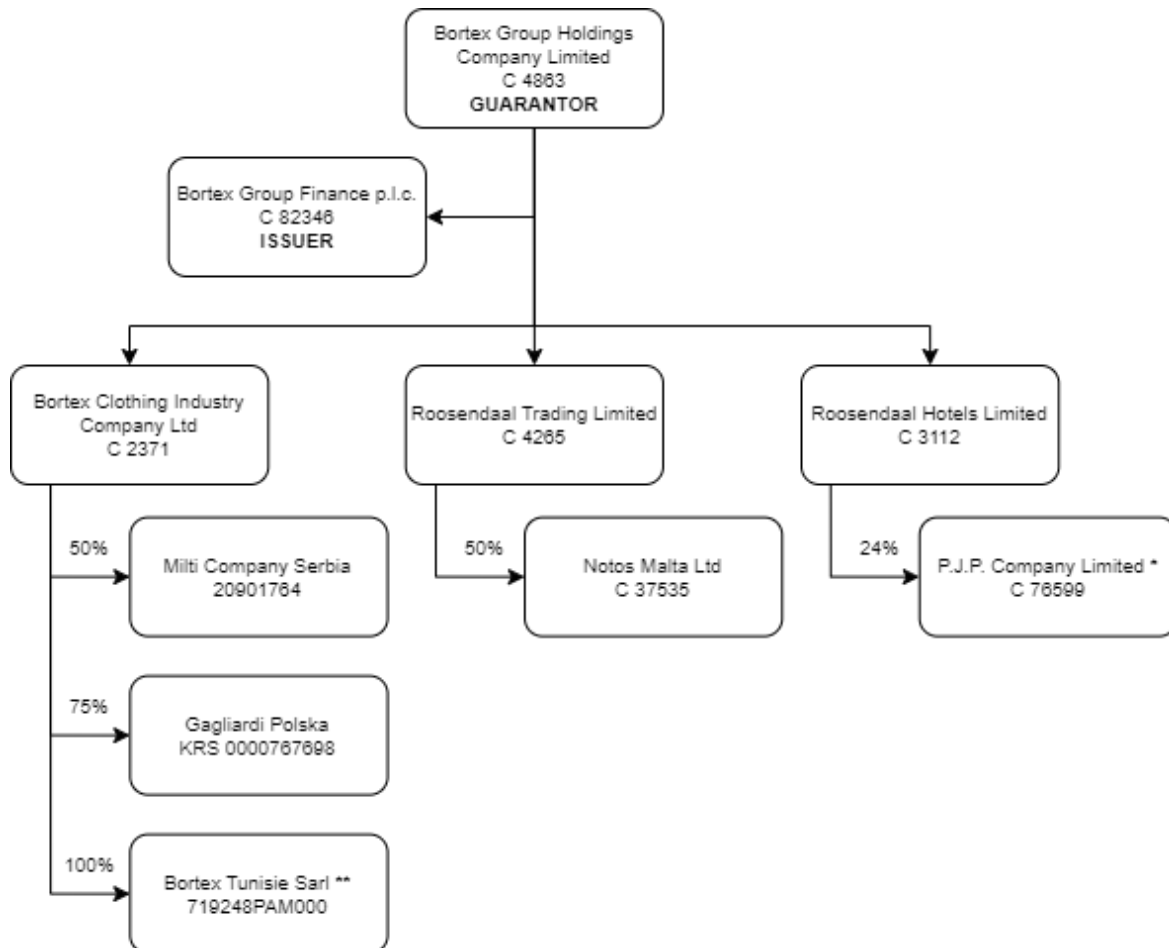 Bortex Group Holdings
Company Limited
C 4863
GUARANTOR
Bortex Group Finance p.l.c.
C 82346
ISSUER
Bortex Clothing Industry
Company Ltd
C 2371
Roosendaal Trading Limited
C 4265
Roosendaal Hotels Limited
C 3112
50%
Milti Company Serbia
20901764
50%
Notos Malta Ltd
C 37535
24%
P.J.P. Company Limited *
C 76599
75%
Gagliardi Polska
KRS 0000767698
100%
Bortex Tunisie Sarl **
719248PAM000